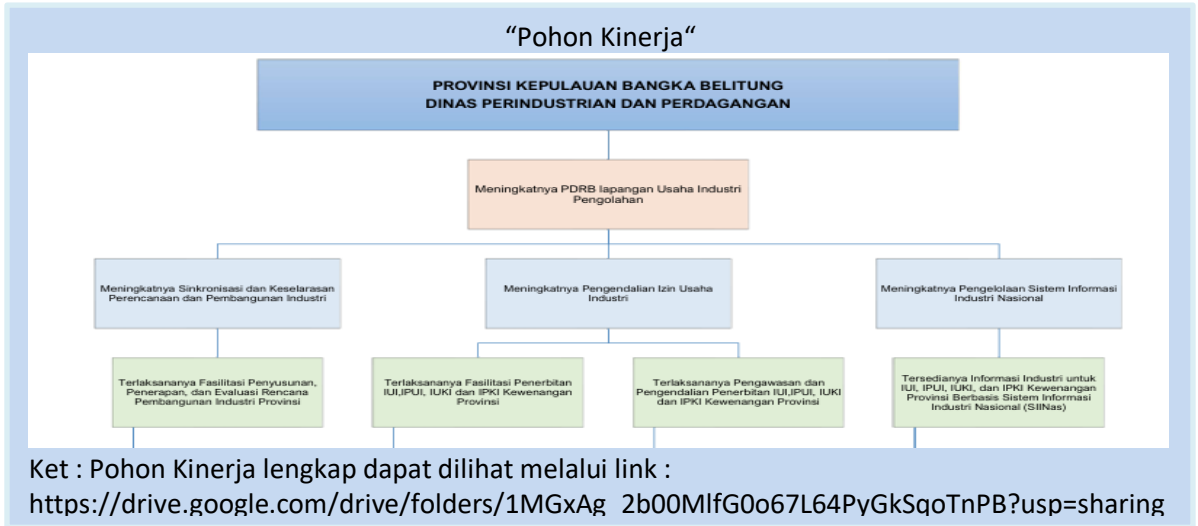 “Pohon Kinerja“
PROVINSI KEPULAUAN BANGKA BELITUNG
DINAS PERINDUSTRIAN DAN PERDAGANGAN
Meningkatnya PDRB lapangan Usaha Industri
Pengolahan
Meningkatnya Sinkronisasi dan Keselarasan
Perencanaan dan Pembangunan Industri
Meningkatnya Pengendalian Izin Usaha
Industri
Meningkatnya Pengelolaan Sistem Informasi
Industri Nasional
Terlaksananya Fasilitasi Penyusunan,
Penerapan, dan Evaluasi Rencana
Pembangunan Industri Provinsi
Terlaksananya Fasilitasi Penerbitan
IUI,IPUI, IUKI dan IPKI Kewenangan
Provinsi
Terlaksananya Pengawasan dan
Pengendalian Penerbitan IUI,IPUI, IUKI
dan IPKI Kewenangan Provinsi
Tersedianya Informasi Industri untuk
IUI, IPUI, IUKI, dan IPKI Kewenangan
Provinsi Berbasis Sistem Informasi
Industri Nasional (SIINas)
Ket : Pohon Kinerja lengkap dapat dilihat melalui link :
https://drive.google.com/drive/folders/1MGxAg_2b00MlfG0o67L64PyGkSqoTnPB?usp=sharing